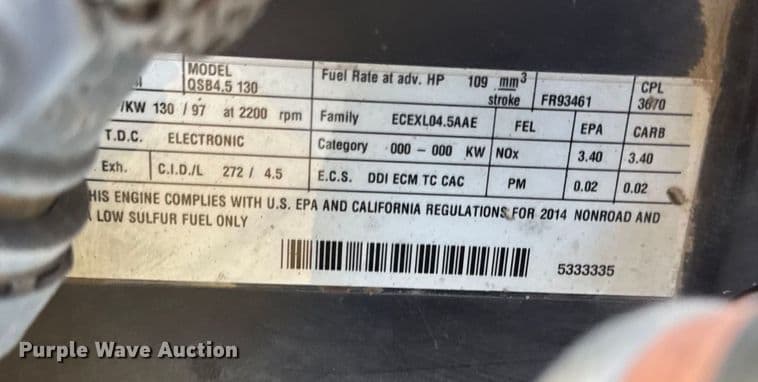 MODEL
QSB4.5 130
Fuel Rate at adv. HP 109 mm3
stroke
FR93461
CPL
3670
/KW 130 / 97 at 2200 rpm
Family ECEXL04.5AAE
FEL EPA CARB
T.D.C. ELECTRONIC
Category 000 - 000 KW NOx 3.40 3.40
Exh. C.I.D./L 272 / 4.5
E.C.S. DDI ECM TC CAC PM 0.02 0.02
HIS ENGINE COMPLIES WITH U.S. EPA AND CALIFORNIA REGULATIONS FOR 2014 NONROAD AND
LOW SULFUR FUEL ONLY
5333335
Purple Wave Auction